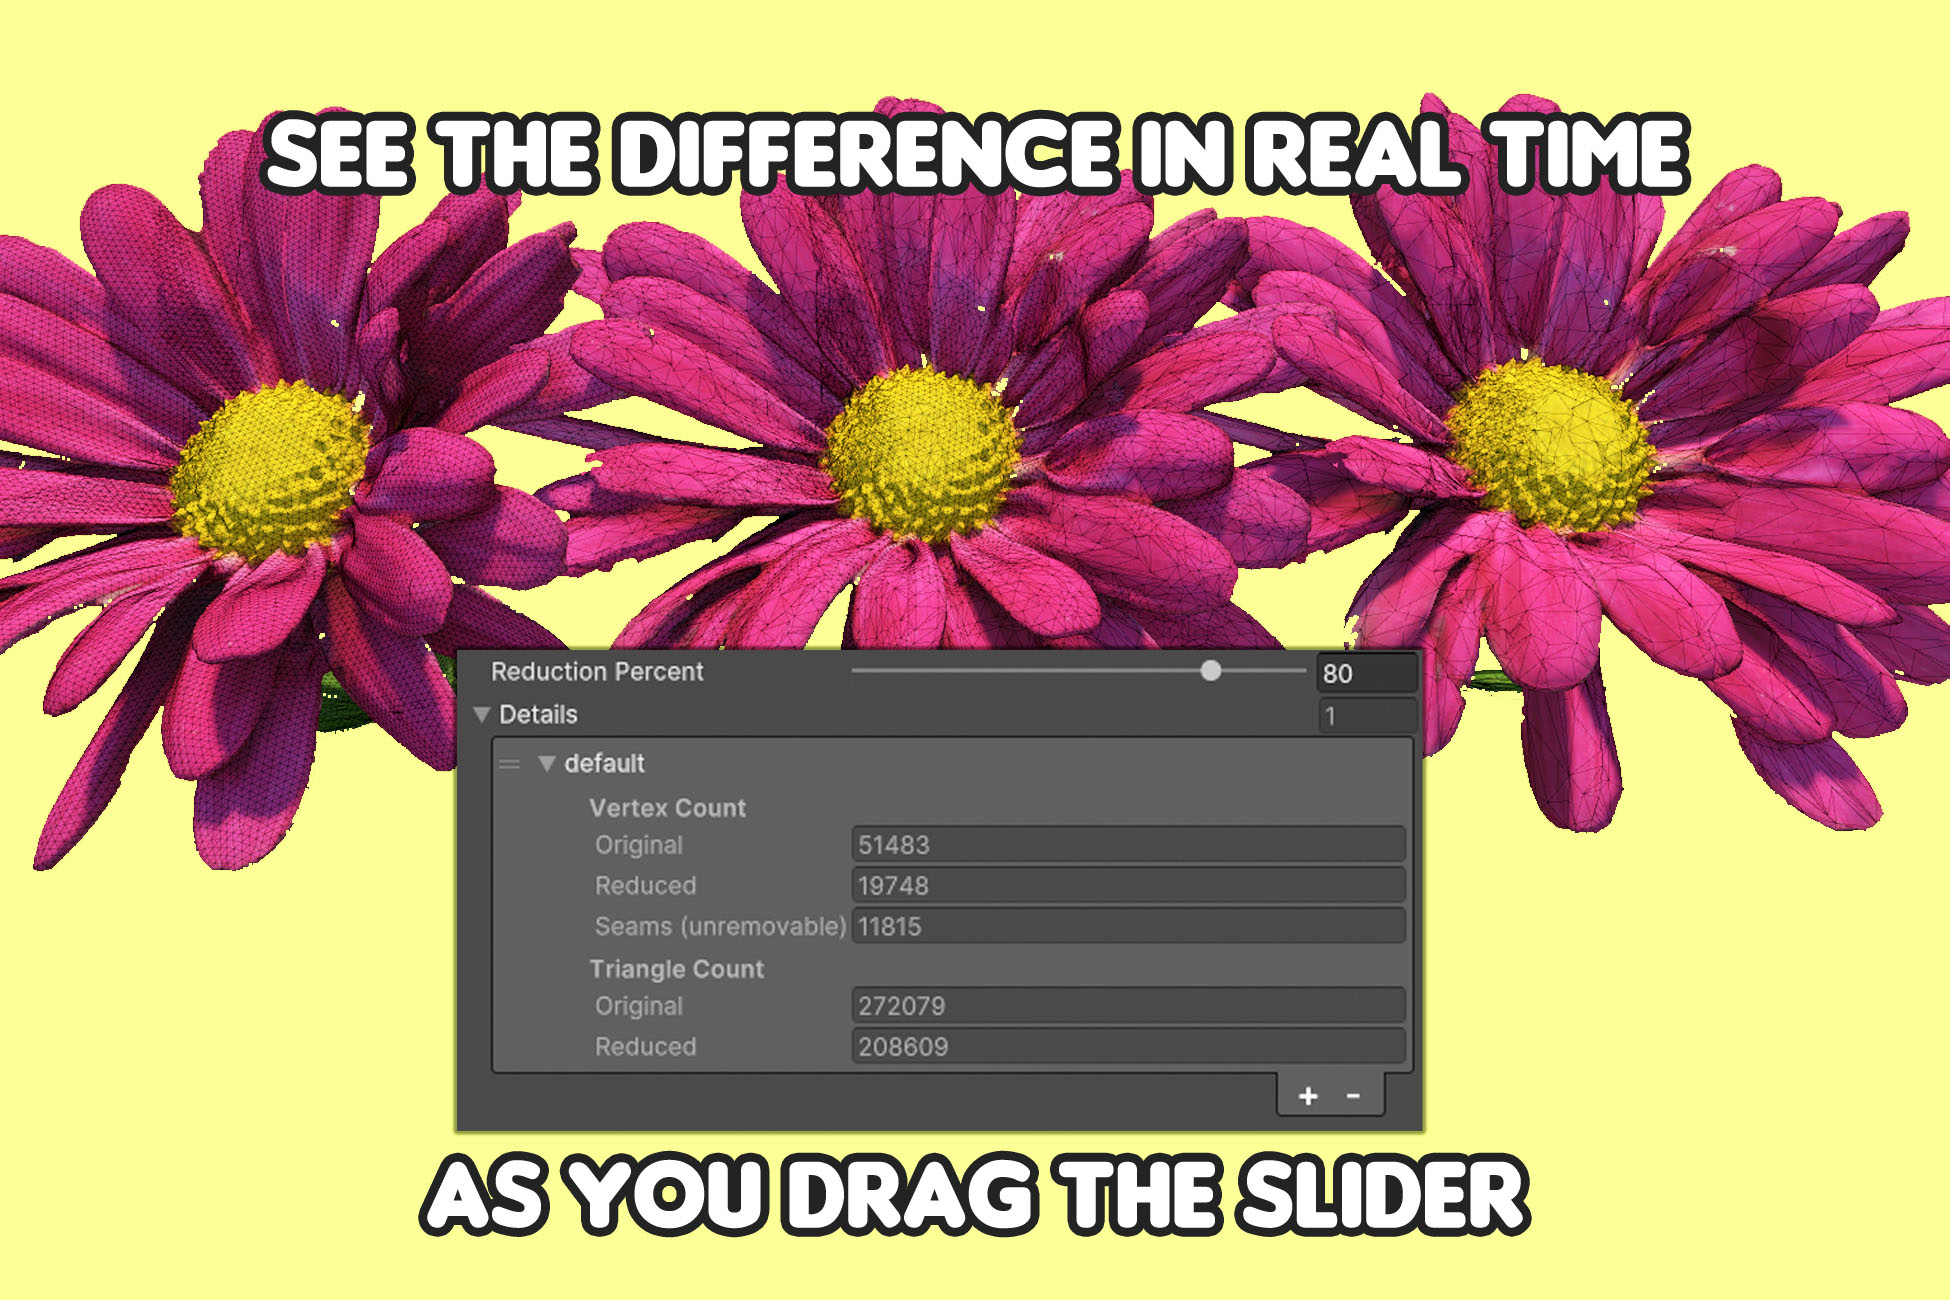 SEE THE DIFFERENCE IN REAL TIME
Reduction Percent 80
Details 1
default
Vertex Count
Original 51483
Reduced 19748
Seams (unremovable) 11815
Triangle Count
Original 272079
Reduced 208609
+ -
AS YOU DRAG THE SLIDER